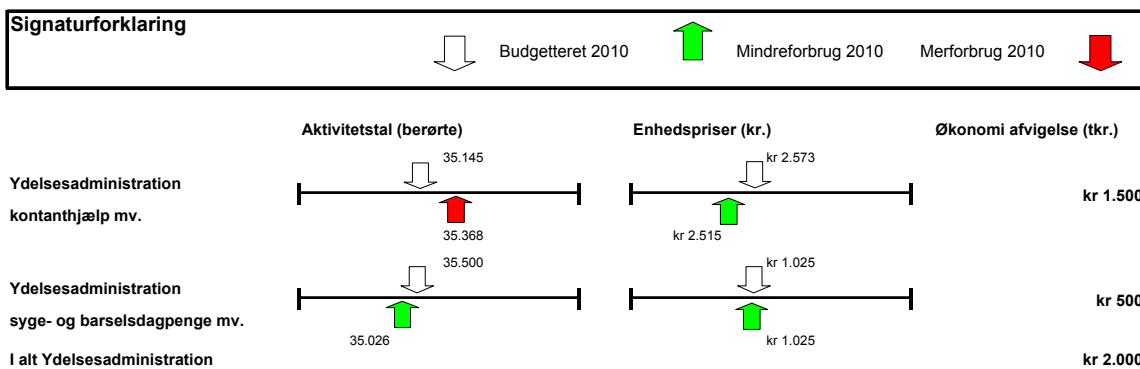 Signaturforklaring
Budgetteret 2010 Mindreforbrug 2010 Merforbrug 2010
Aktivitetstal (berørte) Enhedspriser (kr.) Økonomi afvigelse (tkr.)
35.145 kr 2.573
Ydelsesadministration
kontanthjælp mv.
kr 1.500
35.368 kr 2.515
35.500 kr 1.025
Ydelsesadministration
syge- og barselsdagpenge mv.
kr 500
35.026 kr 1.025
I alt Ydelsesadministration kr 2.000